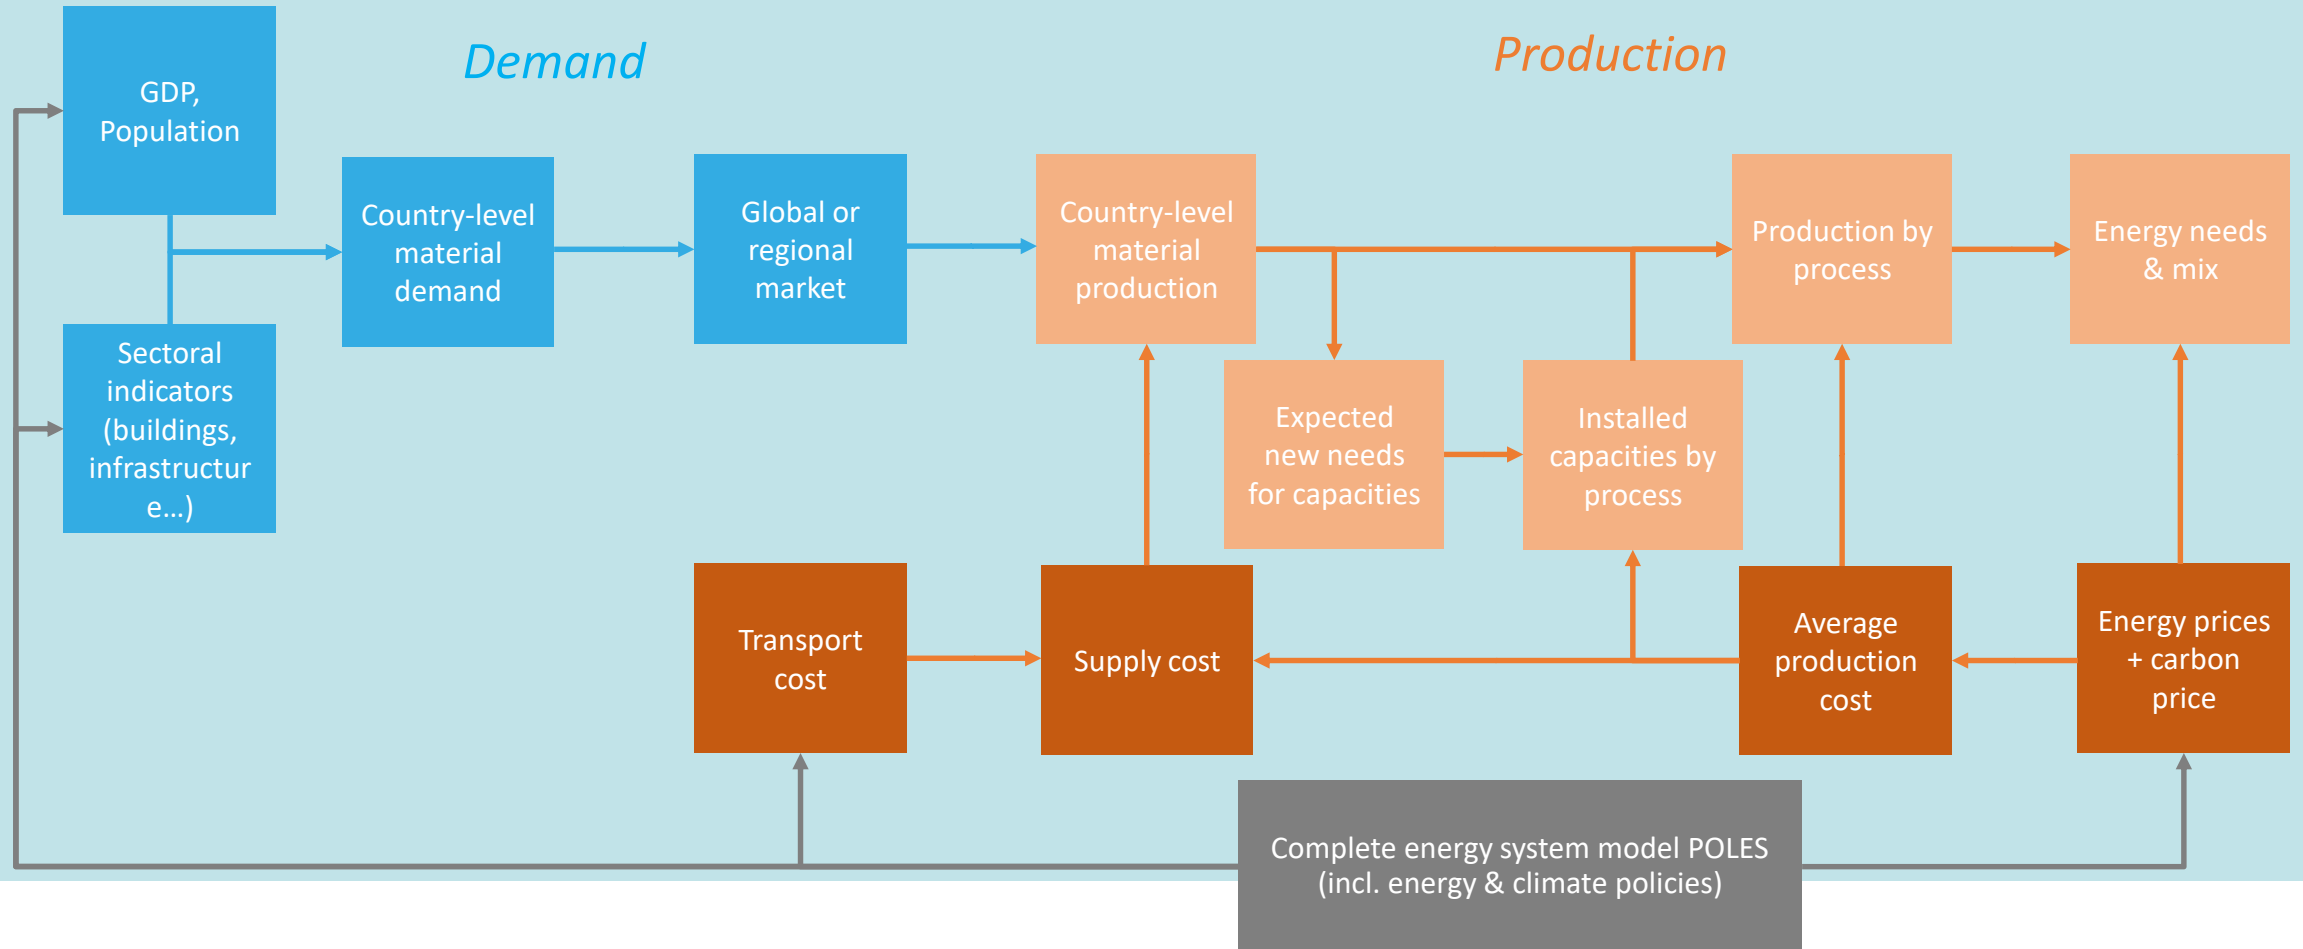 Demand
Production
GDP,
Population
Country-level
material
demand
Global or
regional
market
Country-level
material
production
Production by
process
Energy needs
& mix
Sectoral
indicators
(buildings,
infrastructur
e...)
Expected
new needs
for capacities
Installed
capacities by
process
Transport
cost
Supply cost
Average
production
cost
Energy prices
+ carbon
price
Complete energy system model POLES
(incl. energy & climate policies)